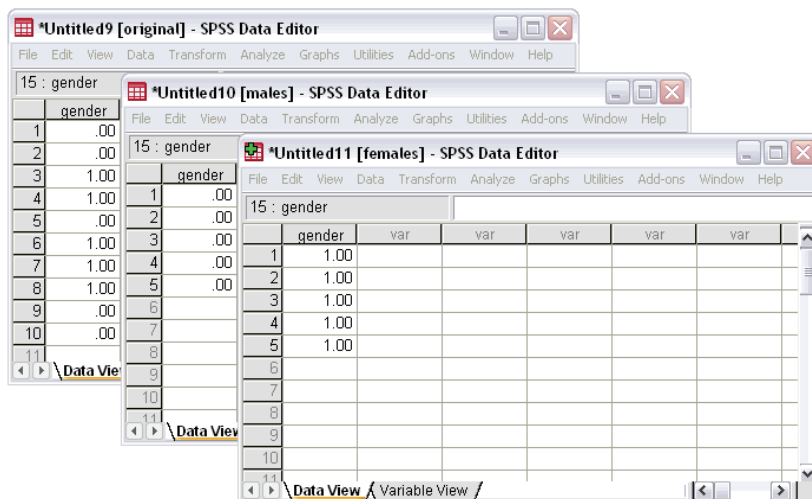 *Untitled9 [original] - SPSS Data Editor
File Edit View Data Transform Analyze Graphs Utilities Add-ons Window Help
15 : gender
gender
1 .00
2 .00
3 1.00
4 1.00
5 .00
6 1.00
7 1.00
8 1.00
9 .00
10 .00
11
Data Vie
*Untitled10 [males] - SPSS Data Editor
File Edit View Data Transform Analyze Graphs Utilities Add-ons Window Help
15 : gender
gender
1 .00
2 .00
3 .00
4 .00
5 .00
6
7
8
9
10
11
Data View
*Untitled11 [females] - SPSS Data Editor
File Edit View Data Transform Analyze Graphs Utilities Add-ons Window Help
15 : gender
gender var var var var var
1 1.00
2 1.00
3 1.00
4 1.00
5 1.00
6
7
8
9
10
11
Data View Variable View